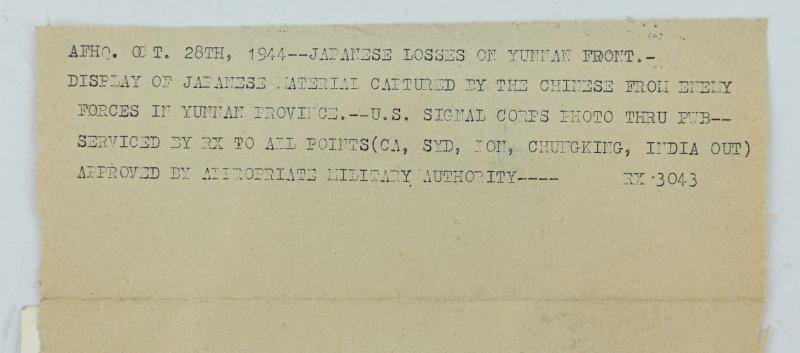 AFHQ. OCT. 28TH, 1944--JAPANESE LOSSES ON YUNNAN FRONT.-
DISPLAY OF JAPANESE MATERIAL CAPTURED BY THE CHINESE FROM ENEMY
FORCES IN YUNNAN PROVINCE.--U.S. SIGNAL CORPS PHOTO THRU PWB--
SERVICED BY RX TO ALL POINTS(CA, SYD, LON, CHUNGKING, INDIA OUT)
APPROVED BY APPROPRIATE MILITARY AUTHORITY---- RX 3043